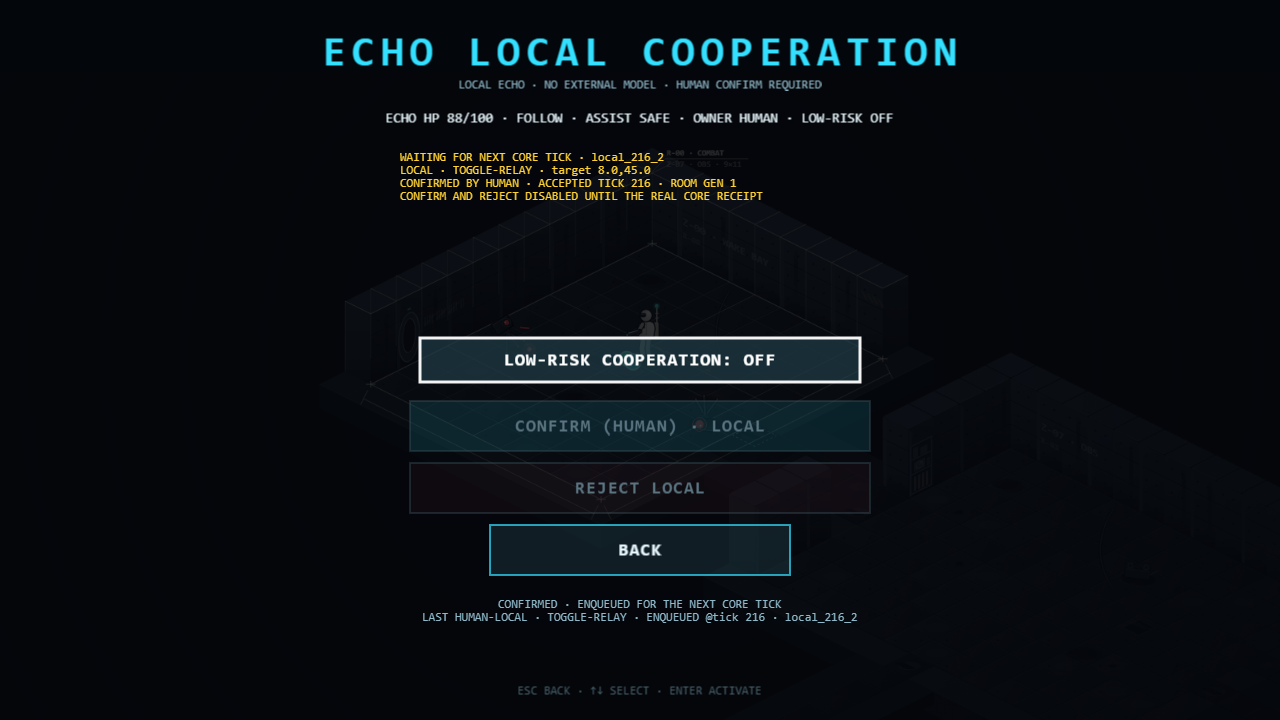 ECHO LOCAL COOPERATION
LOCAL ECHO · NO EXTERNAL MODEL · HUMAN CONFIRM REQUIRED
ECHO HP 88/100 · FOLLOW · ASSIST SAFE · OWNER HUMAN · LOW-RISK OFF
WAITING FOR NEXT CORE TICK · local_216_2
LOCAL · TOGGLE-RELAY · target 8.0,45.0
CONFIRMED BY HUMAN · ACCEPTED TICK 216 · ROOM GEN 1
CONFIRM AND REJECT DISABLED UNTIL THE REAL CORE RECEIPT
LOW-RISK COOPERATION: OFF
CONFIRM (HUMAN) · LOCAL
REJECT LOCAL
BACK
CONFIRMED · ENQUEUED FOR THE NEXT CORE TICK
LAST HUMAN-LOCAL · TOGGLE-RELAY · ENQUEUED @tick 216 · local_216_2
ESC BACK · ↑↓ SELECT · ENTER ACTIVATE